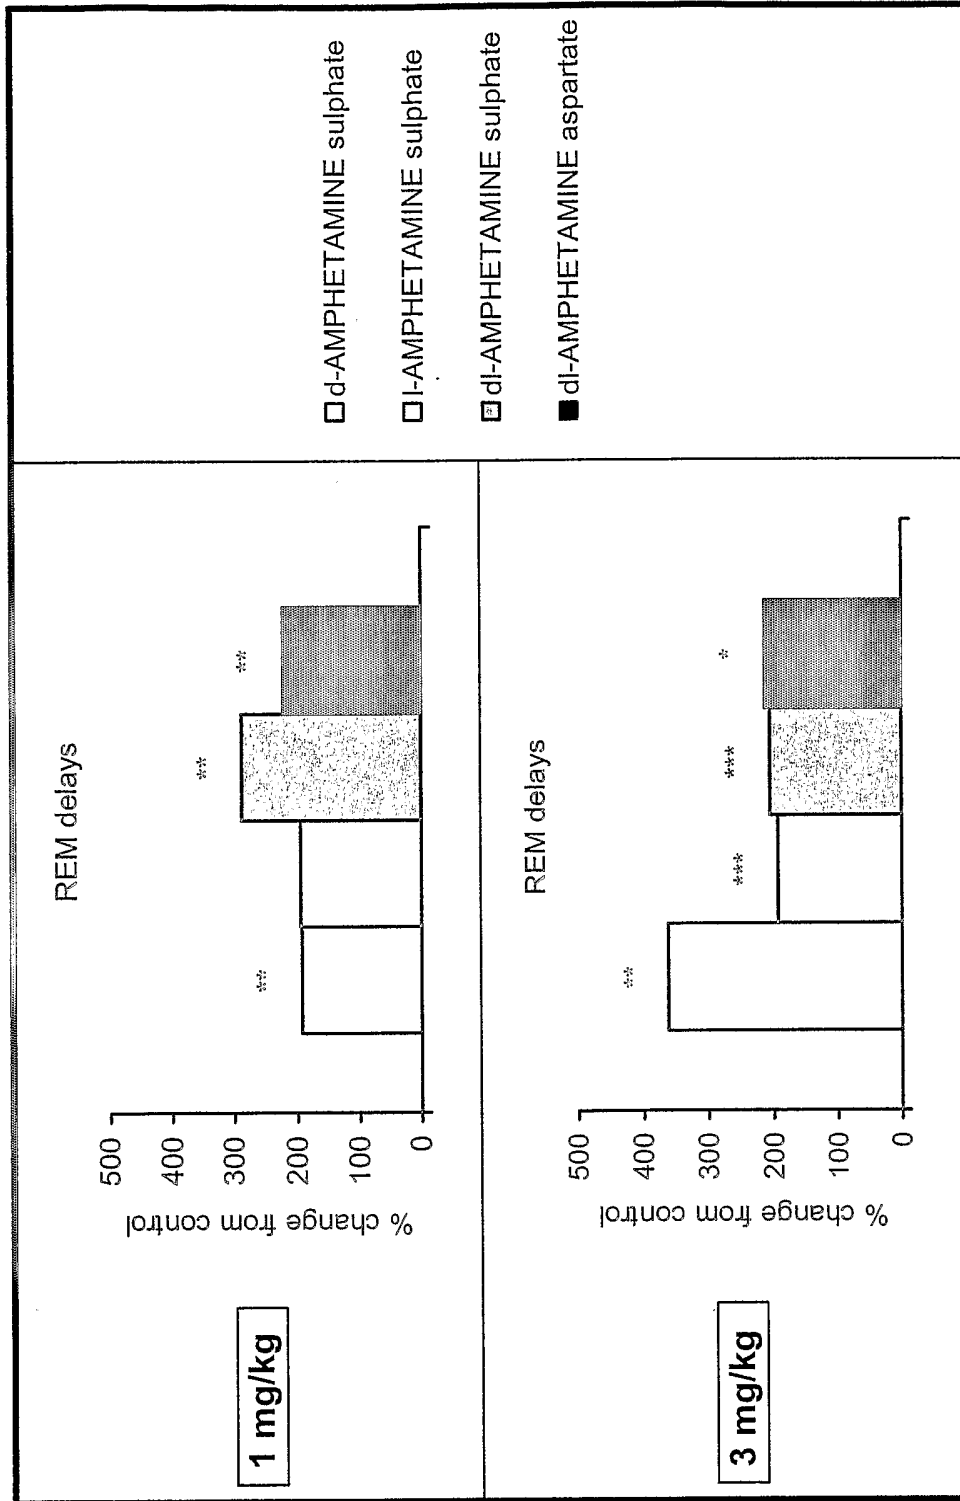 1 mg/kg
REM delays
% change from control
500
400
300
200
100
0
**
**
**
3 mg/kg
REM delays
% change from control
500
400
300
200
100
0
**
***
***
*
d-AMPHETAMINE sulphate
l-AMPHETAMINE sulphate
dl-AMPHETAMINE sulphate
dl-AMPHETAMINE aspartate